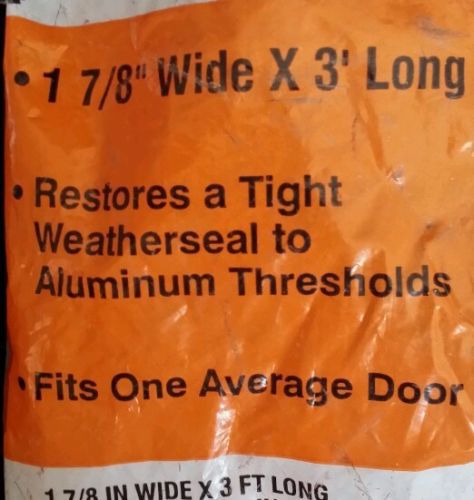 • 1 7/8" Wide X 3' Long
• Restores a Tight
Weatherseal to
Aluminum Thresholds
• Fits One Average Door
1 7/8 IN WIDE X 3 FT LONG